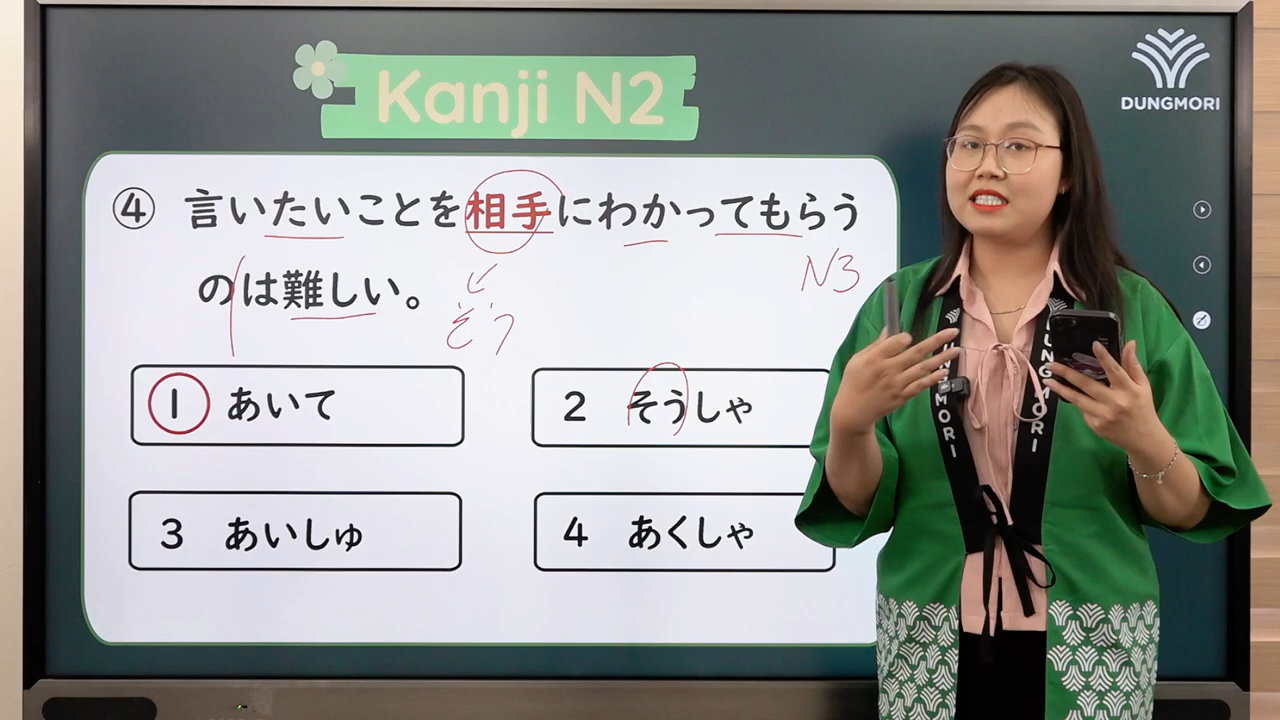 Kanji N2
DUNGMORI
④ 言いたいことを相手にわかってもらう
のは難しい。
N3
そう
1 あいて
2 そうしゃ
3 あいしゅ
4 あくしゃ
DUNGMORI
DUNGMORI